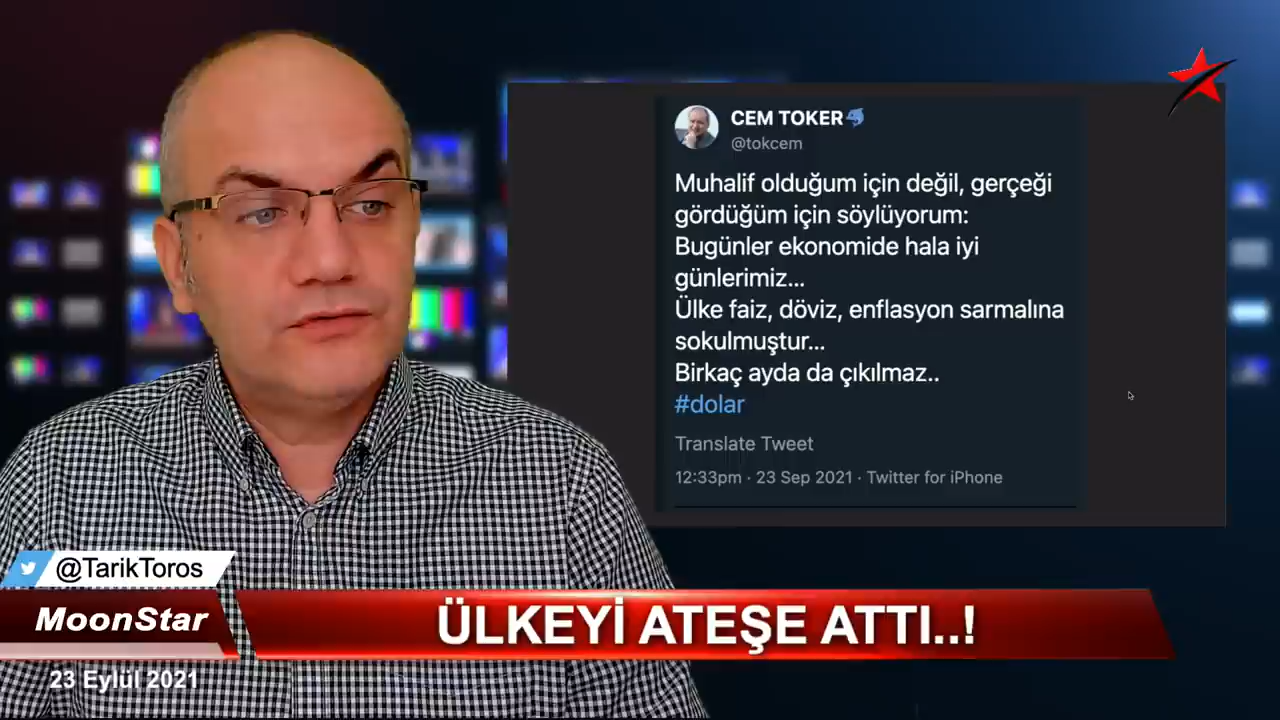 CEM TOKER
@tokcem
Muhalif olduğum için değil, gerçeği
gördüğüm için söylüyorum:
Bugünler ekonomide hala iyi
günlerimiz...
Ülke faiz, döviz, enflasyon sarmalına
sokulmuştur...
Birkaç ayda da çıkılmaz..
#dolar
Translate Tweet
12:33pm · 23 Sep 2021 · Twitter for iPhone
@TarikToros
MoonStar
ÜLKEYİ ATEŞE ATTI..!
23 Eylül 2021